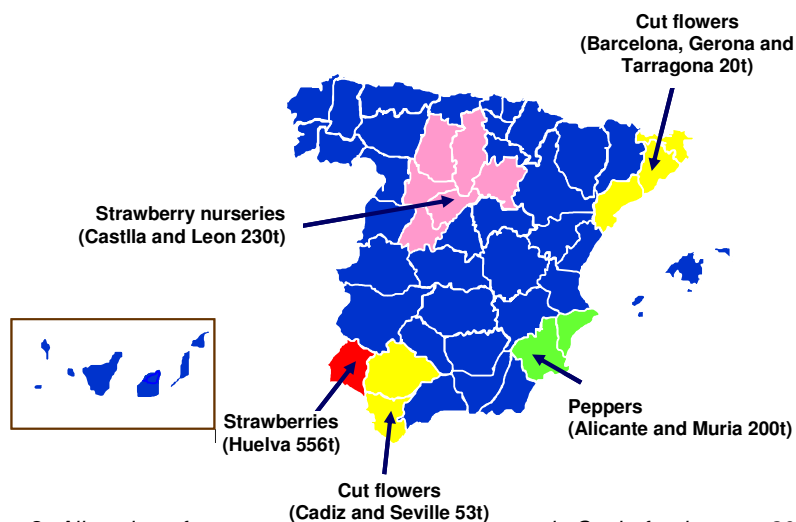 Cut flowers
(Barcelona, Gerona and
Tarragona 20t)
Strawberry nurseries
(Castlla and Leon 230t)
Peppers
(Alicante and Muria 200t)
Strawberries
(Huelva 556t)
Cut flowers
(Cadiz and Seville 53t)